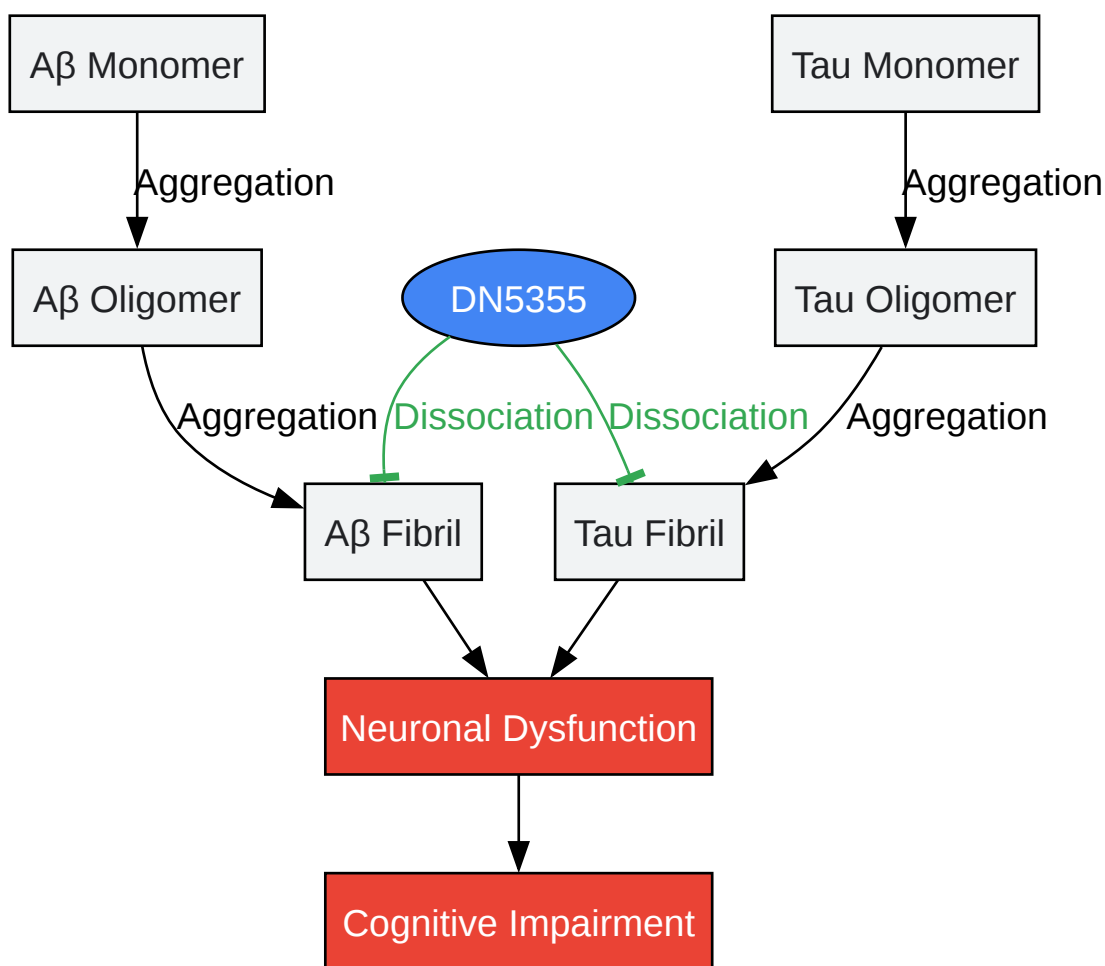 Aβ Monomer
Tau Monomer
Aggregation
Aggregation
Aβ Oligomer
DN5355
Tau Oligomer
Aggregation
Dissociation
Dissociation
Aggregation
Aβ Fibril
Tau Fibril
Neuronal Dysfunction
Cognitive Impairment